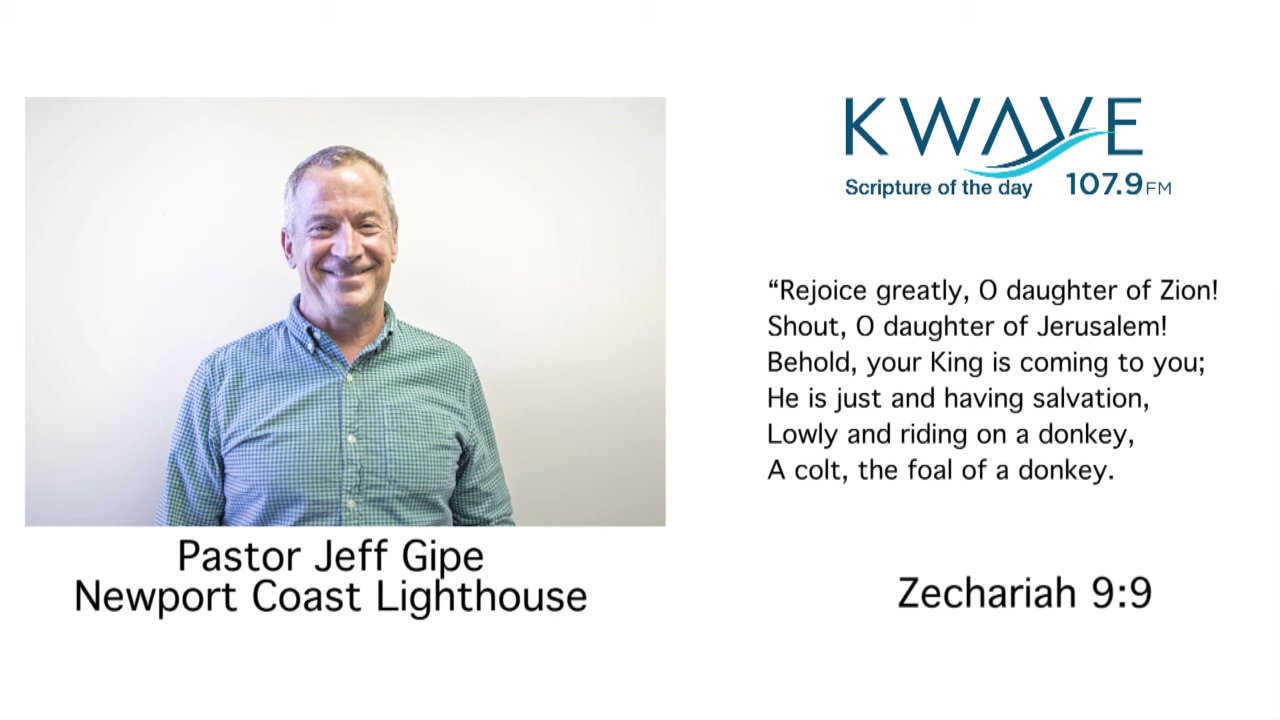 KWAVE
Scripture of the day 107.9 FM
“Rejoice greatly, O daughter of Zion!
Shout, O daughter of Jerusalem!
Behold, your King is coming to you;
He is just and having salvation,
Lowly and riding on a donkey,
A colt, the foal of a donkey.
Zechariah 9:9
Pastor Jeff Gipe
Newport Coast Lighthouse